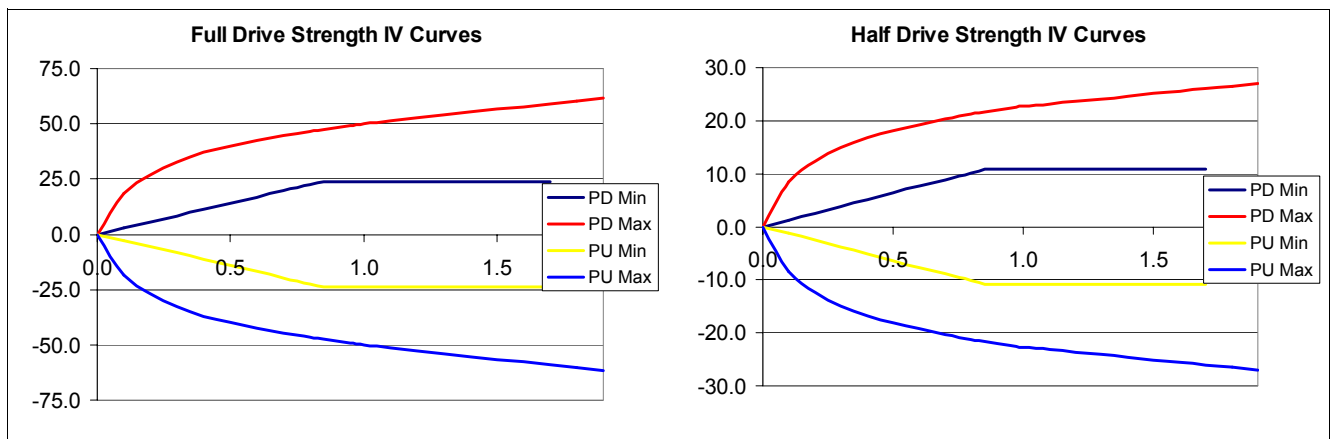 Full Drive Strength IV Curves
75.0
50.0
25.0
0.0
-25.0
-50.0
-75.0
0.0 0.5 1.0 1.5
PD Min
PD Max
PU Min
PU Max
Half Drive Strength IV Curves
30.0
20.0
10.0
0.0
-10.0
-20.0
-30.0
0.0 0.5 1.0 1.5
PD Min
PD Max
PU Min
PU Max